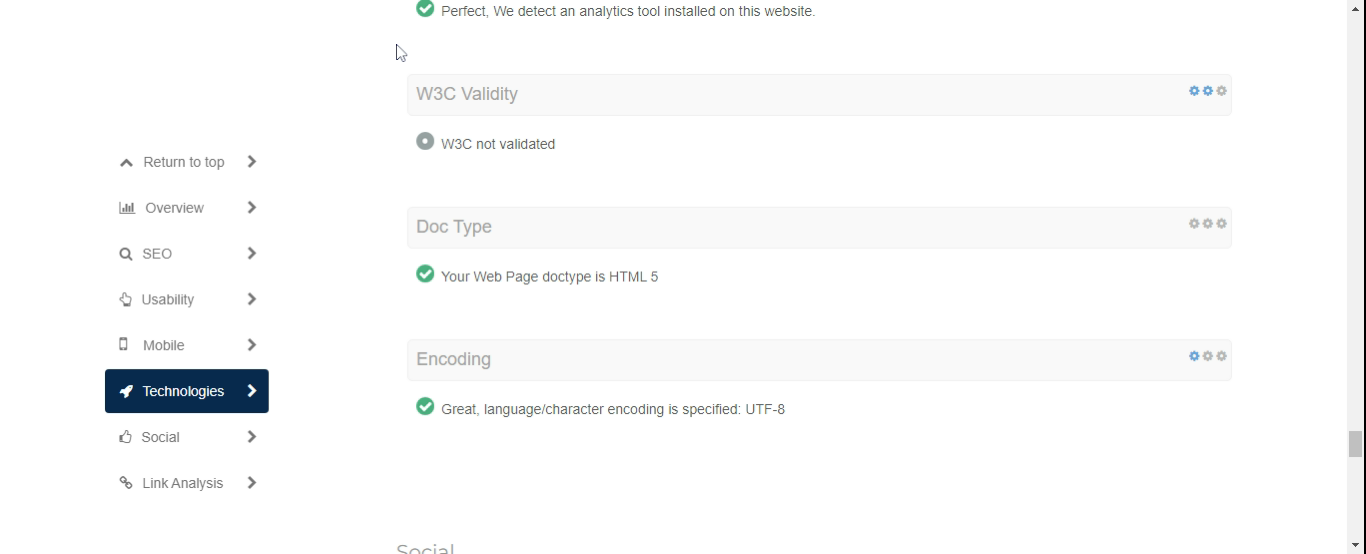 Perfect, We detect an analytics tool installed on this website.
W3C Validity
W3C not validated
Return to top
Overview
SEO
Usability
Mobile
Technologies
Social
Link Analysis
Doc Type
Your Web Page doctype is HTML 5
Encoding
Great, language/character encoding is specified: UTF-8
Social